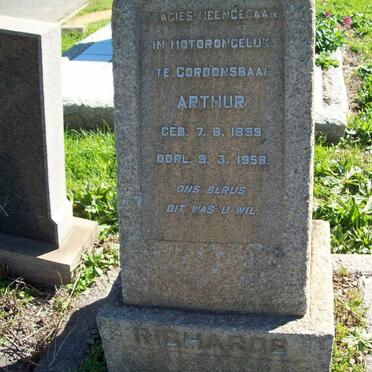 TRAGIES HEENGEGAAN
IN MOTORONGELUK
TE GORDONSBAAI
ARTHUR
GEB. 7. 8. 1899
OORL. 9. 3. 1958.
ONS BERUS
DIT WAS U WIL.
RICHARDS